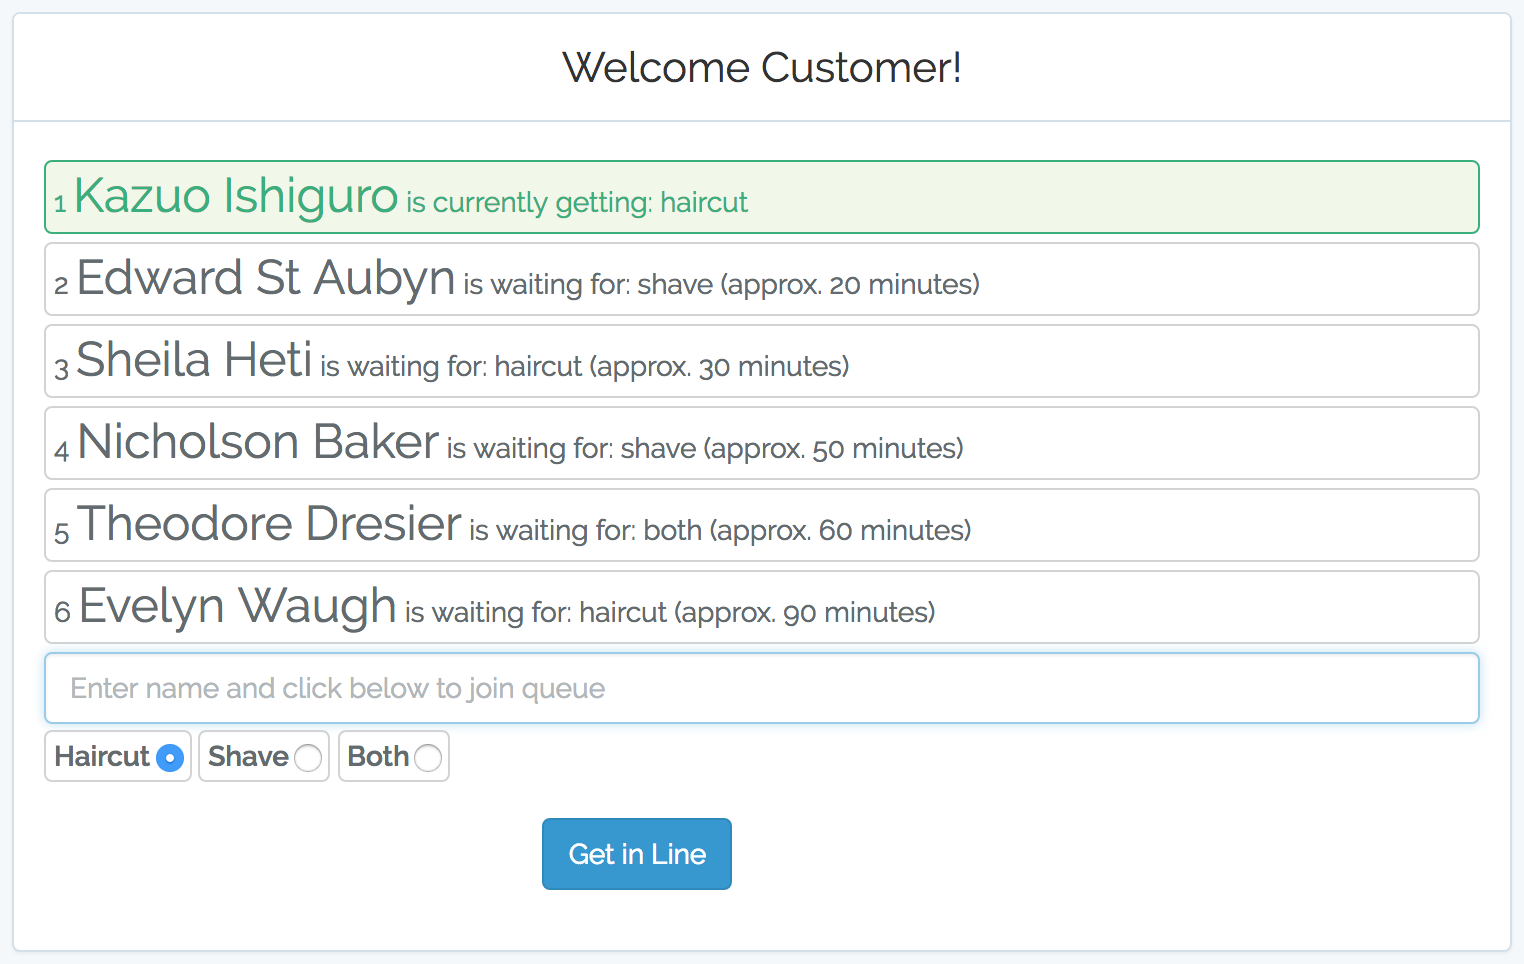 Welcome Customer!
1 Kazuo Ishiguro is currently getting: haircut
2 Edward St Aubyn is waiting for: shave (approx. 20 minutes)
3 Sheila Heti is waiting for: haircut (approx. 30 minutes)
4 Nicholson Baker is waiting for: shave (approx. 50 minutes)
5 Theodore Dresier is waiting for: both (approx. 60 minutes)
6 Evelyn Waugh is waiting for: haircut (approx. 90 minutes)
Enter name and click below to join queue
Haircut Shave Both
Get in Line